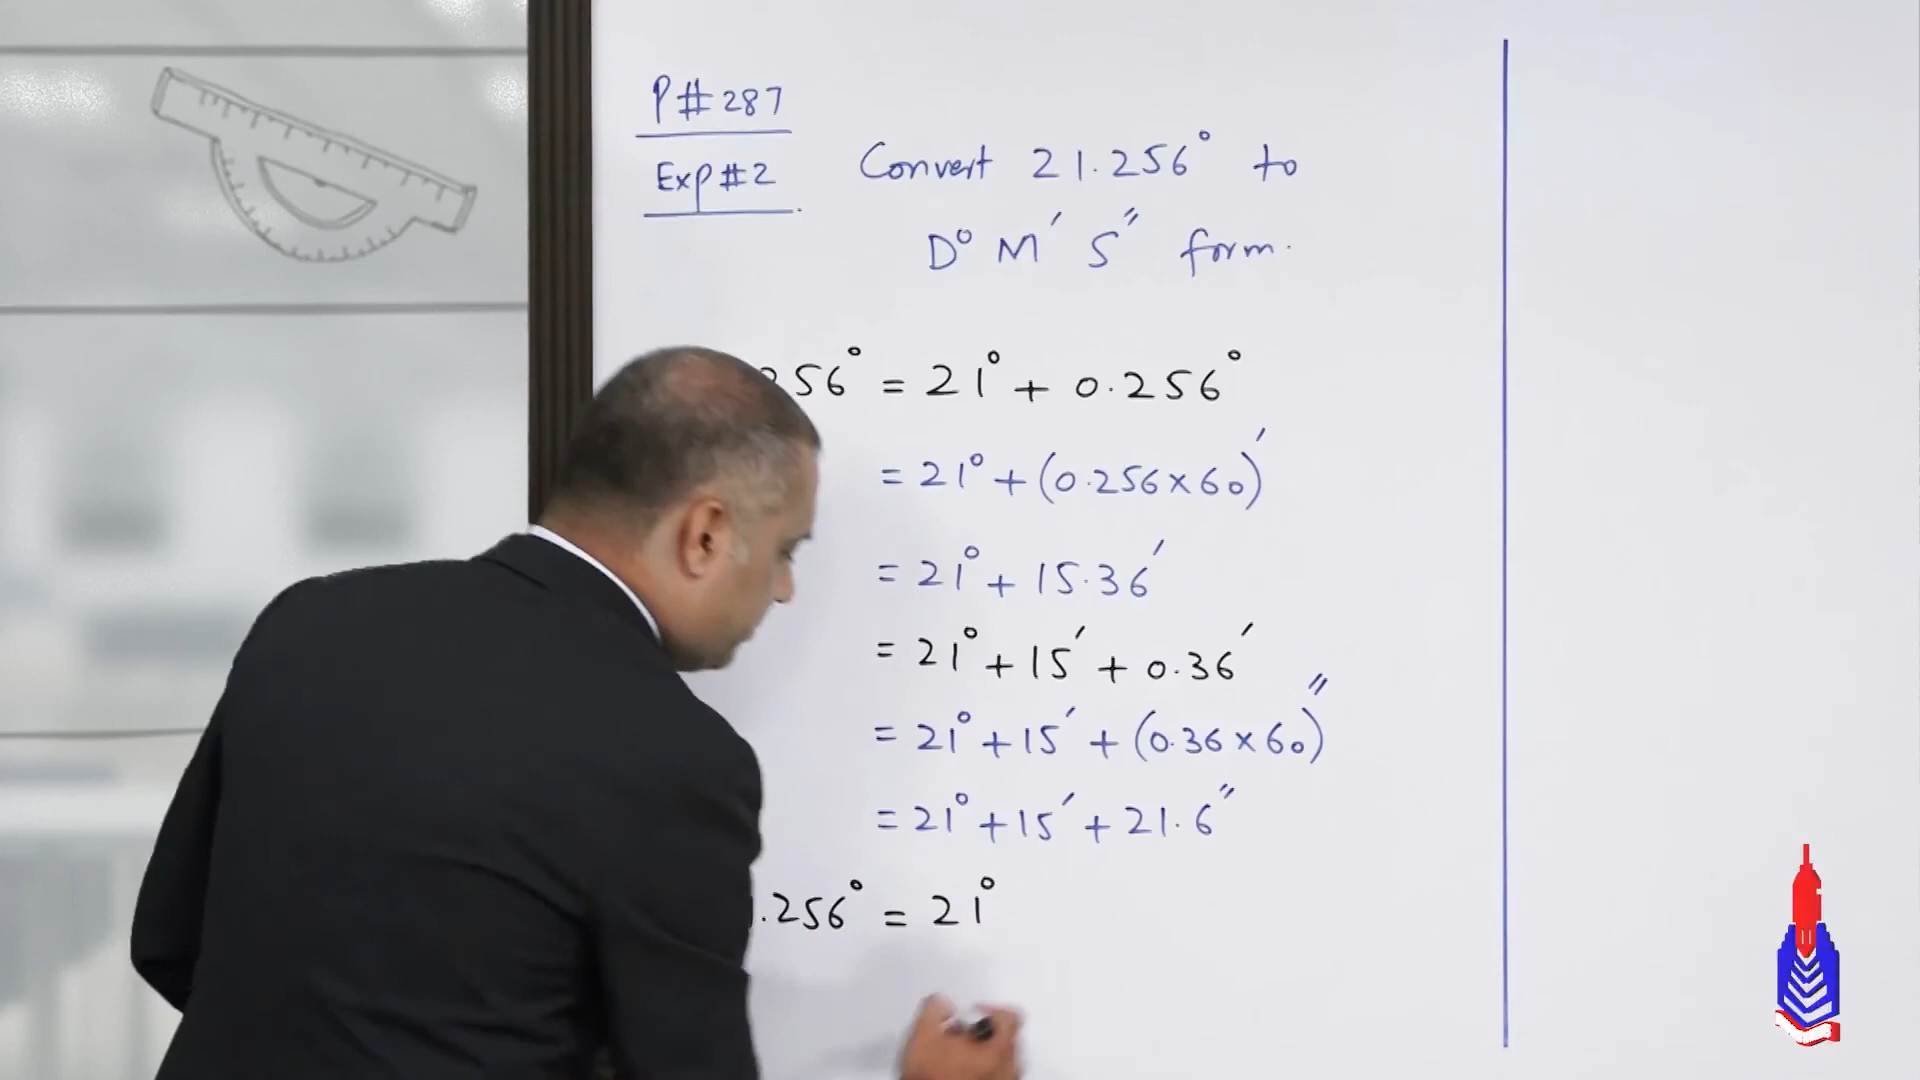 P#287
Exp#2
Convert 21.256° to
D° M′ S″ form.
56° = 21° + 0.256°
= 21° + (0.256×60)′
= 21° + 15.36′
= 21° + 15′ + 0.36′
= 21° + 15′ + (0.36×60)″
= 21° + 15′ + 21.6″
.256° = 21°